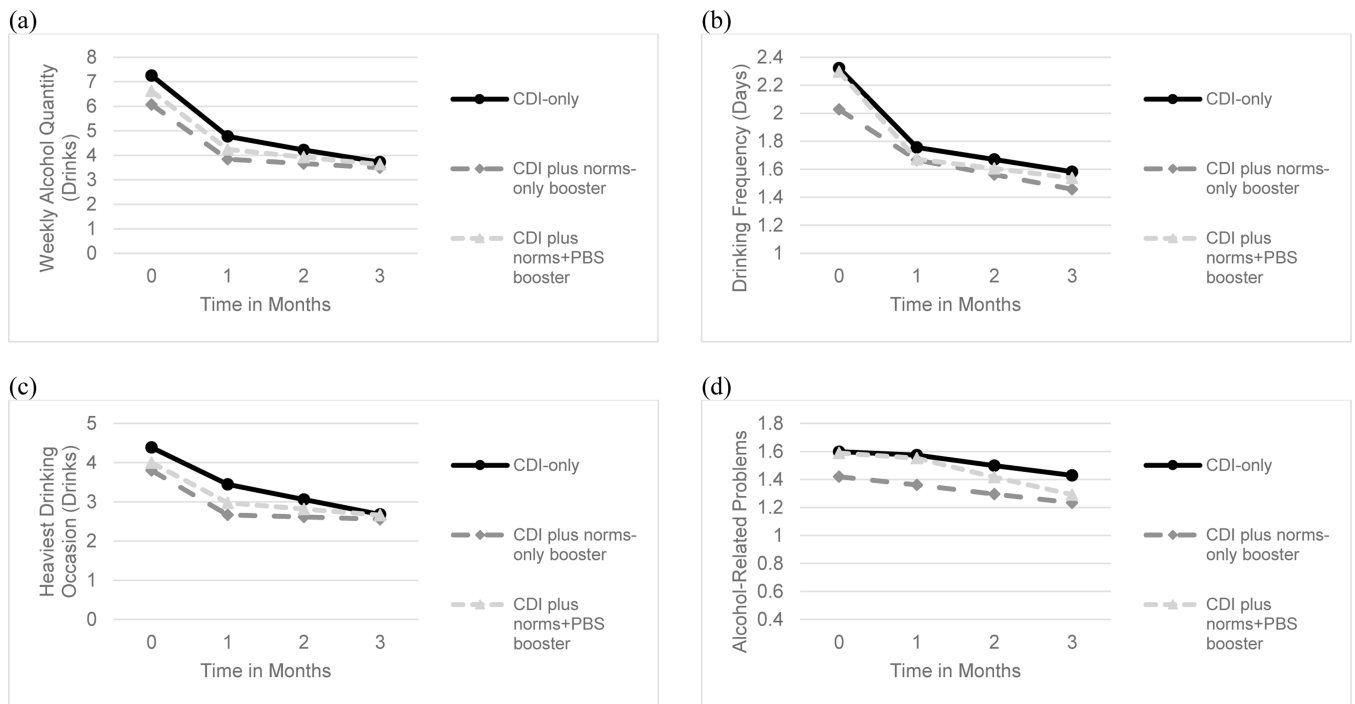 (a)
Weekly Alcohol Quantity
(Drinks)
8
7
6
5
4
3
2
1
0
0 1 2 3
Time in Months
CDI-only
CDI plus norms-
only booster
CDI plus
norms+PBS
booster
(b)
Drinking Frequency (Days)
2.4
2.2
2
1.8
1.6
1.4
1.2
1
0 1 2 3
Time in Months
CDI-only
CDI plus norms-
only booster
CDI plus
norms+PBS
booster
(c)
Heaviest Drinking
Occasion (Drinks)
5
4
3
2
1
0
0 1 2 3
Time in Months
CDI-only
CDI plus norms-
only booster
CDI plus
norms+PBS
booster
(d)
Alcohol-Related Problems
1.8
1.6
1.4
1.2
1
0.8
0.6
0.4
0 1 2 3
Time in Months
CDI-only
CDI plus norms-
only booster
CDI plus
norms+PBS
booster